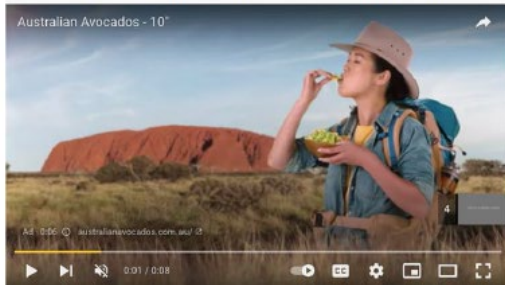 Australian Avocados - 10"
4
Ad · 0:06 australianavocados.com.au/
0:01 / 0:08
CC